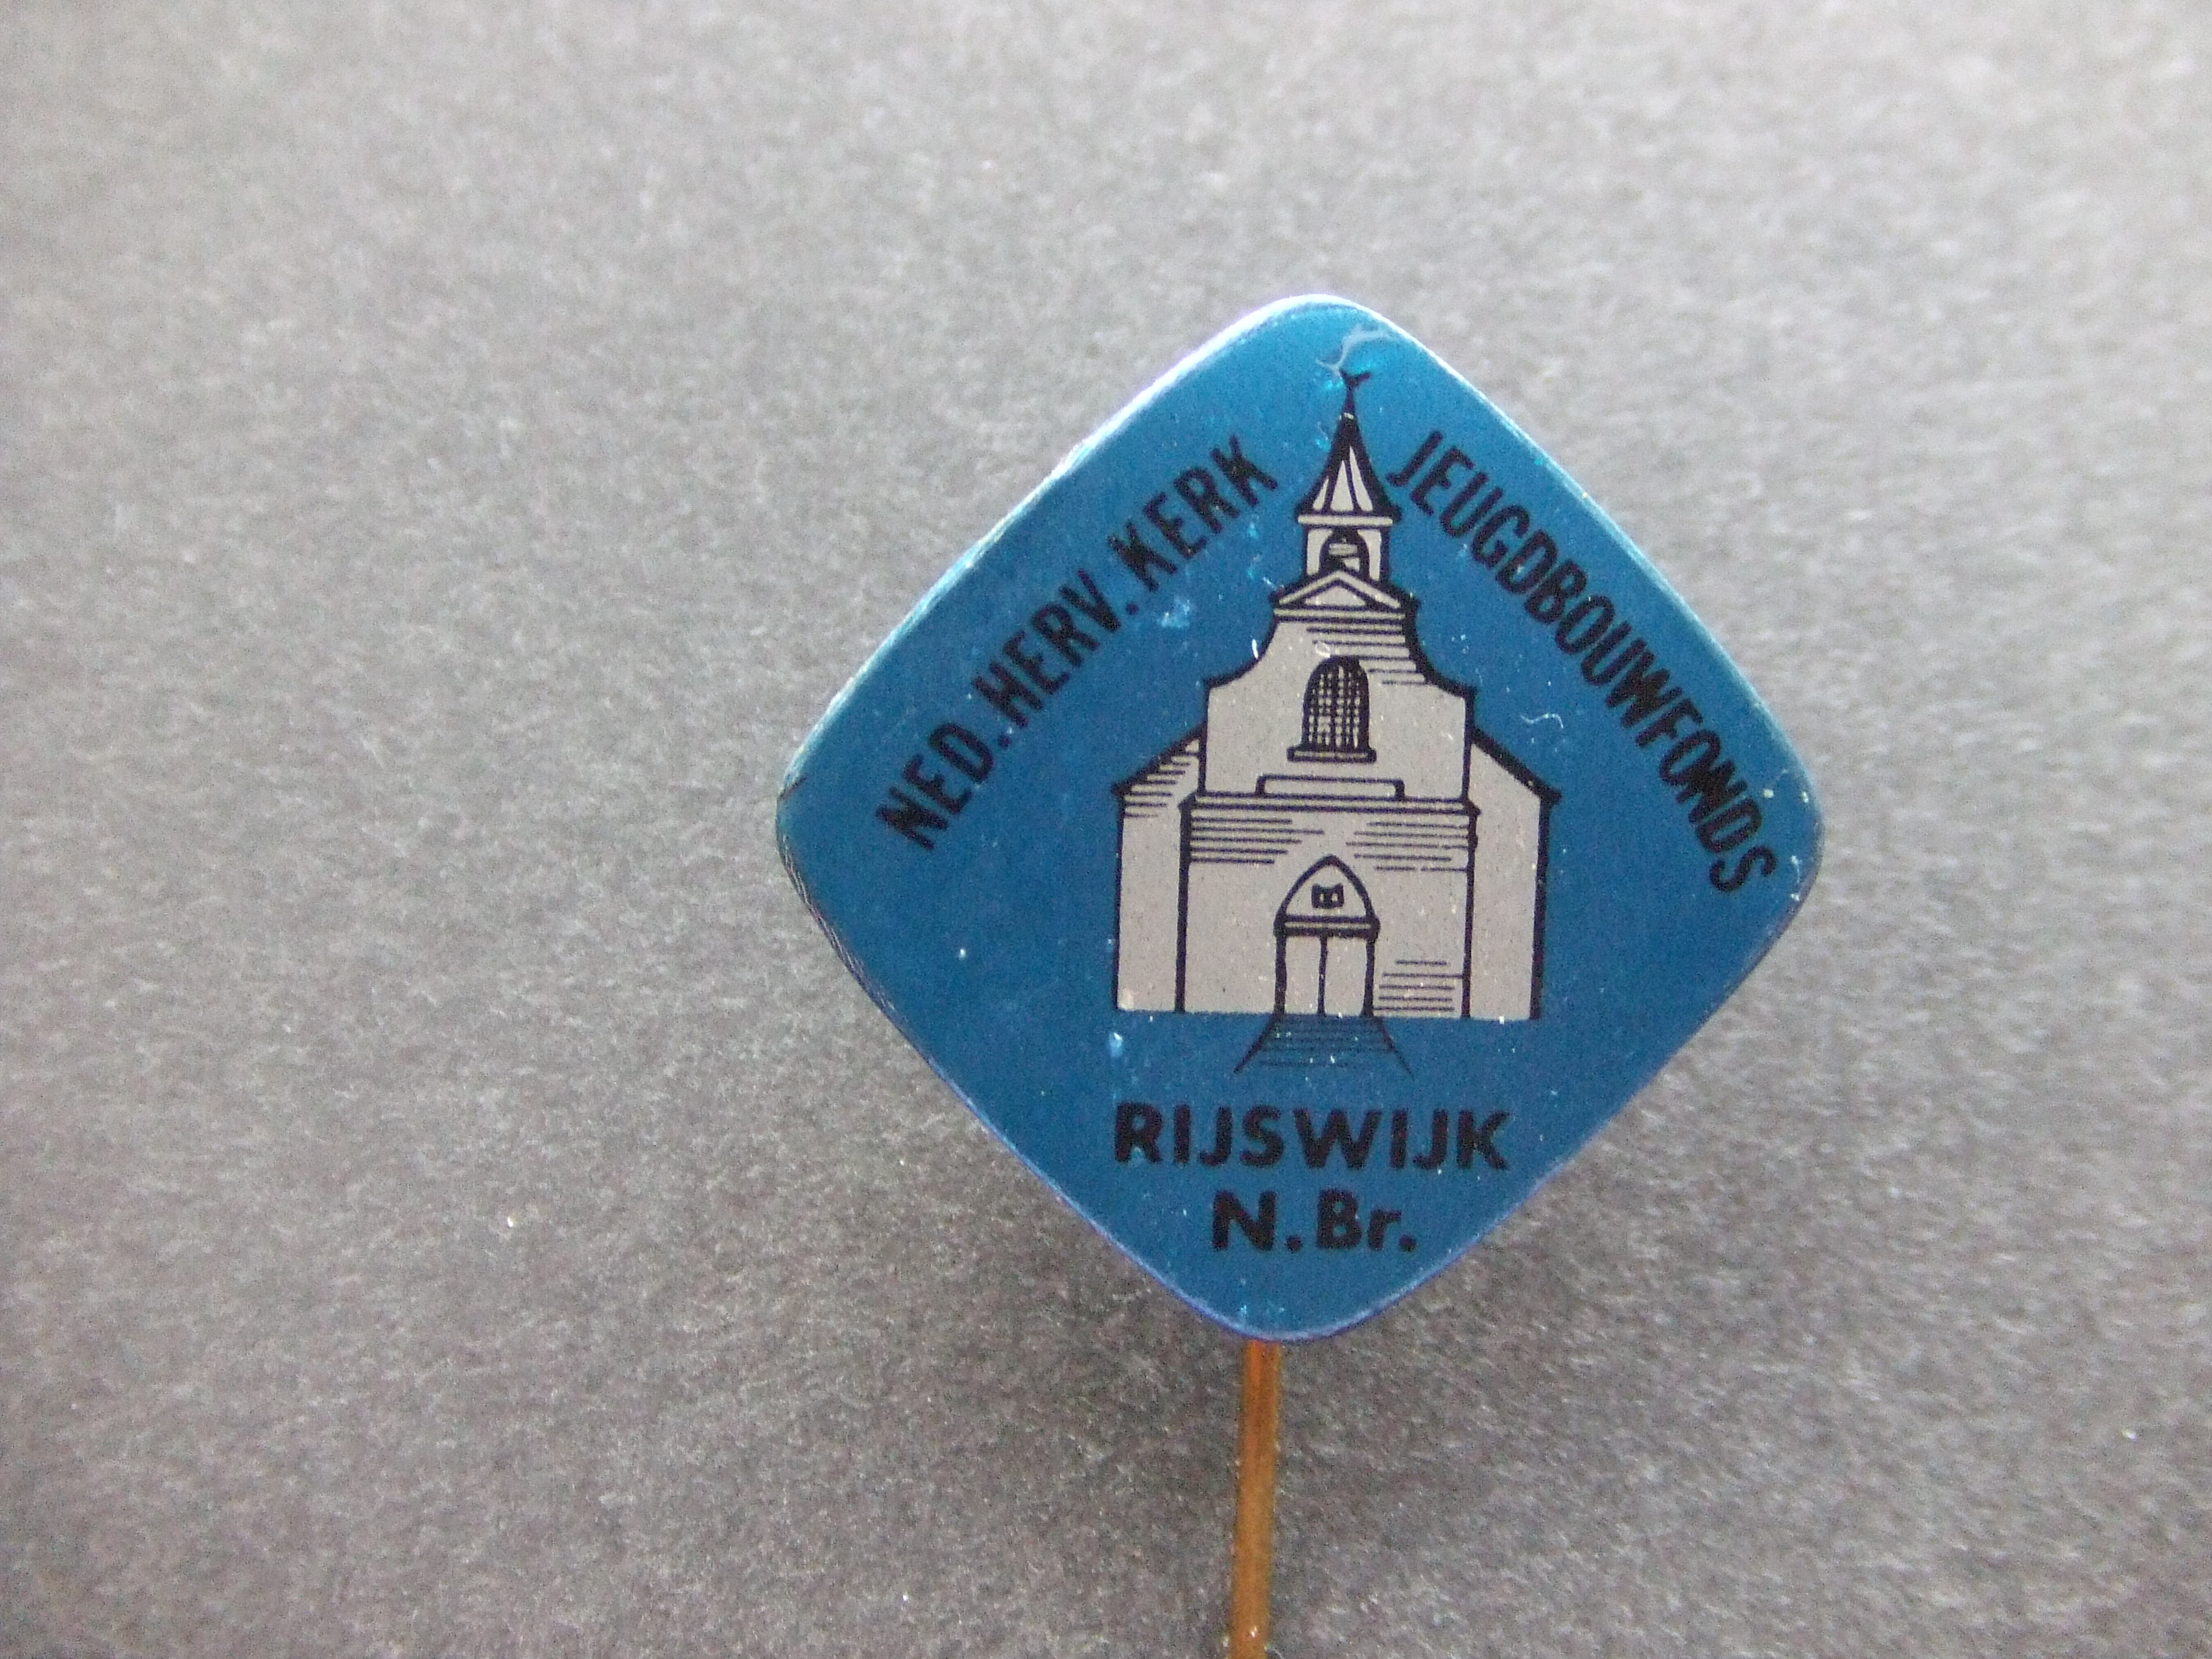 NED. HERV. KERK
JEUGDBOUWFONDS
RIJSWIJK
N.Br.